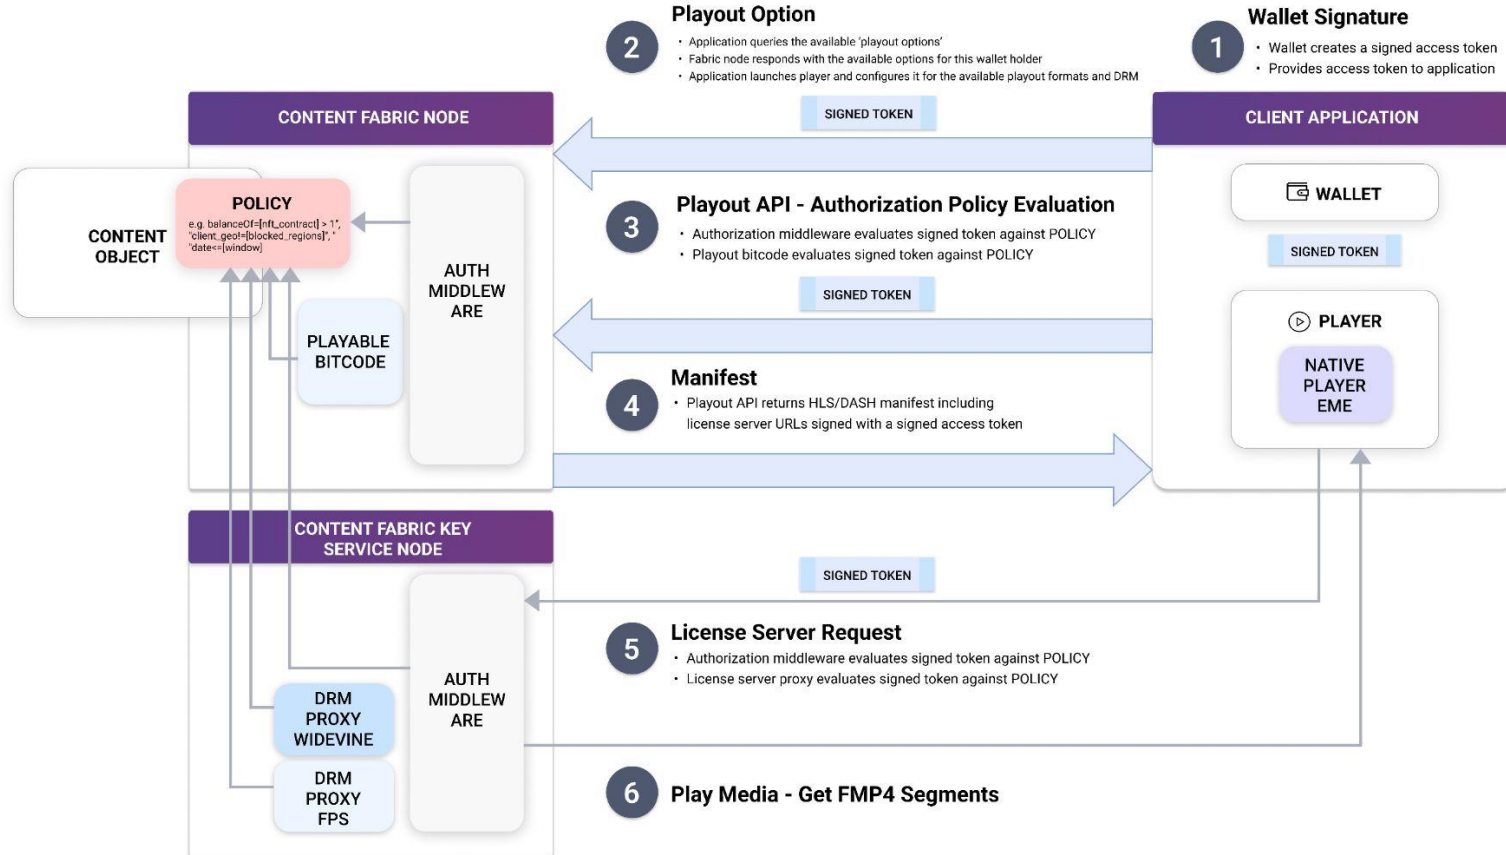 2
Playout Option
• Application queries the available 'playout options'
• Fabric node responds with the available options for this wallet holder
• Application launches player and configures it for the available playout formats and DRM
1
Wallet Signature
• Wallet creates a signed access token
• Provides access token to application
CONTENT FABRIC NODE
SIGNED TOKEN
CLIENT APPLICATION
CONTENT
OBJECT
POLICY
e.g. balanceOf=[nft_contract] > 1",
"client_geo!=[blocked_regions]", "
"date<=[window]
AUTH
MIDDLEW
ARE
PLAYABLE
BITCODE
3
Playout API - Authorization Policy Evaluation
• Authorization middleware evaluates signed token against POLICY
• Playout bitcode evaluates signed token against POLICY
SIGNED TOKEN
WALLET
SIGNED TOKEN
PLAYER
NATIVE
PLAYER
EME
4
Manifest
• Playout API returns HLS/DASH manifest including
license server URLs signed with a signed access token
CONTENT FABRIC KEY
SERVICE NODE
SIGNED TOKEN
5
License Server Request
• Authorization middleware evaluates signed token against POLICY
• License server proxy evaluates signed token against POLICY
AUTH
MIDDLEW
ARE
DRM
PROXY
WIDEVINE
DRM
PROXY
FPS
6
Play Media - Get FMP4 Segments